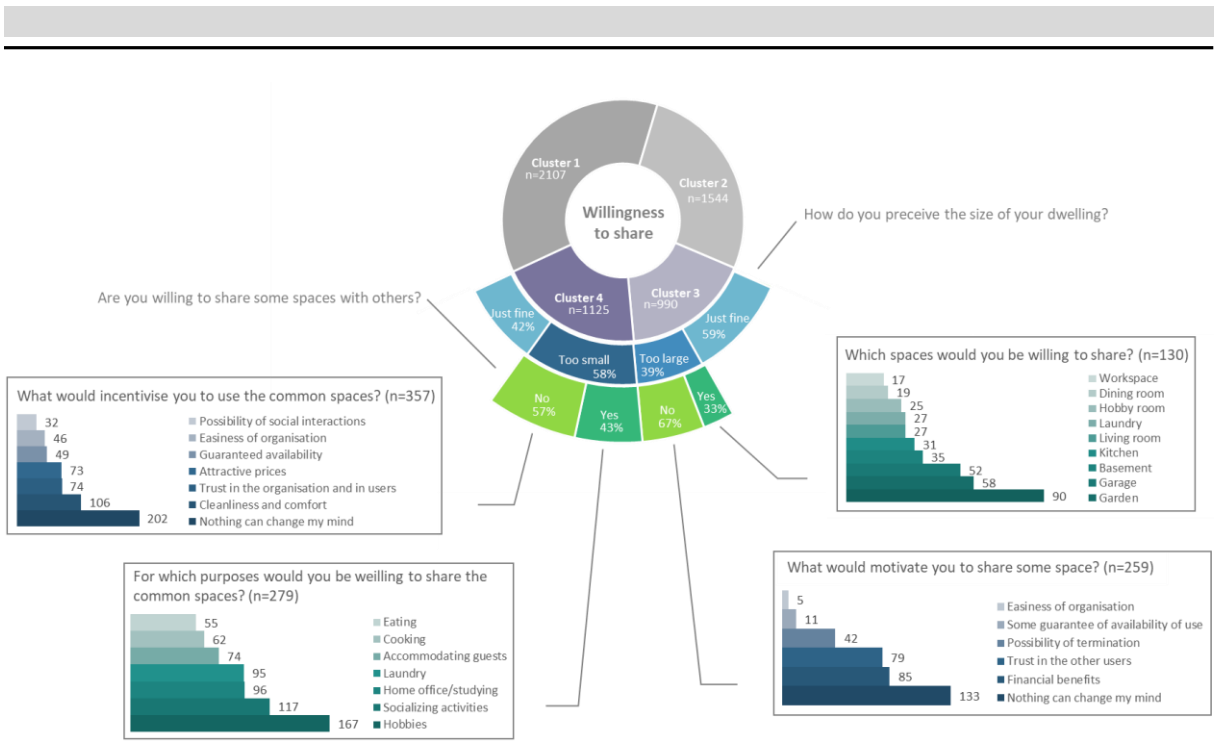 Cluster 1
n=2107
Cluster 2
n=1544
Willingness
to share
How do you preceive the size of your dwelling?
Are you willing to share some spaces with others?
Cluster 4
n=1125
Cluster 3
n=990
Just fine
42%
Just fine
59%
Too small
58%
Too large
39%
No
57%
Yes
43%
No
67%
Yes
33%
Which spaces would you be willing to share? (n=130)
17
19
25
27
27
31
35
52
58
90
Workspace
Dining room
Hobby room
Laundry
Living room
Kitchen
Basement
Garage
Garden
What would incentivise you to use the common spaces? (n=357)
32
46
49
73
74
106
202
Possibility of social interactions
Easiness of organisation
Guaranteed availability
Attractive prices
Trust in the organisation and in users
Cleanliness and comfort
Nothing can change my mind
For which purposes would you be weilling to share the
common spaces? (n=279)
55
62
74
95
96
117
167
Eating
Cooking
Accommodating guests
Laundry
Home office/studying
Socializing activities
Hobbies
What would motivate you to share some space? (n=259)
5
11
42
79
85
133
Easiness of organisation
Some guarantee of availability of use
Possibility of termination
Trust in the other users
Financial benefits
Nothing can change my mind